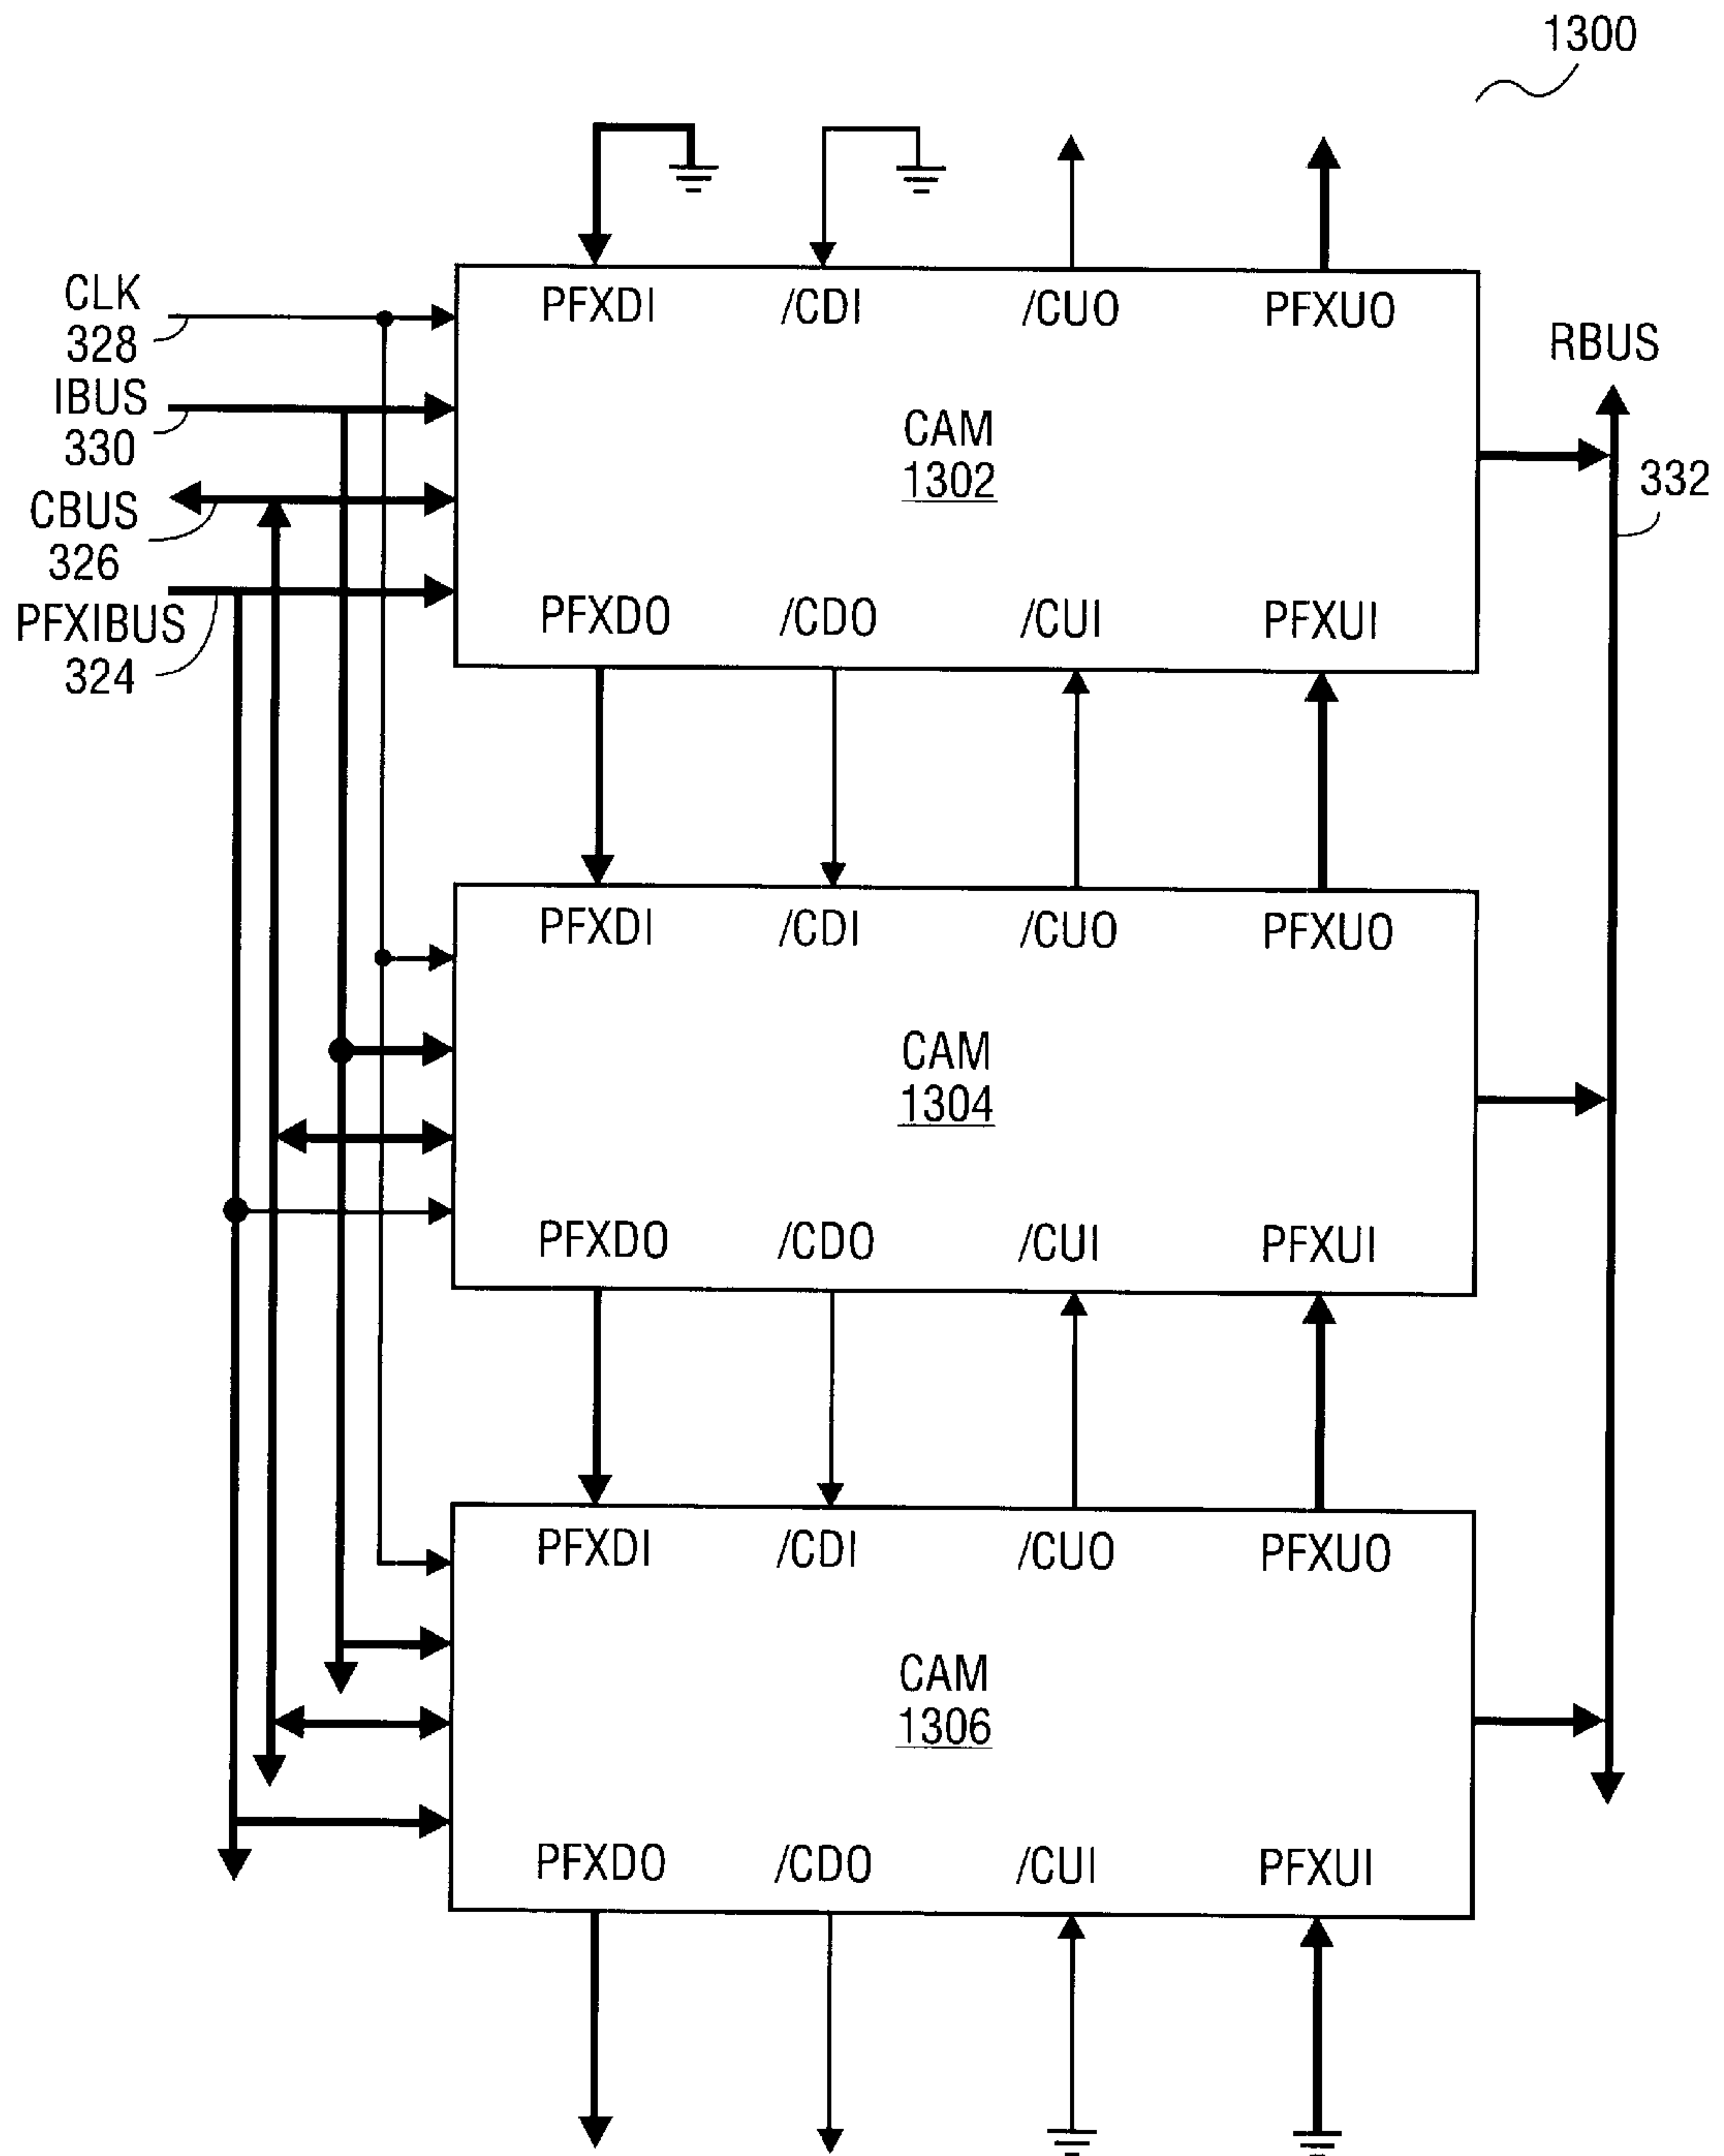 1300
CLK
328
IBUS
330
CBUS
326
PFXIBUS
324
PFXDI /CDI /CUO PFXUO
CAM
1302
PFXDO /CDO /CUI PFXUI
RBUS
332
PFXDI /CDI /CUO PFXUO
CAM
1304
PFXDO /CDO /CUI PFXUI
PFXDI /CDI /CUO PFXUO
CAM
1306
PFXDO /CDO /CUI PFXUI